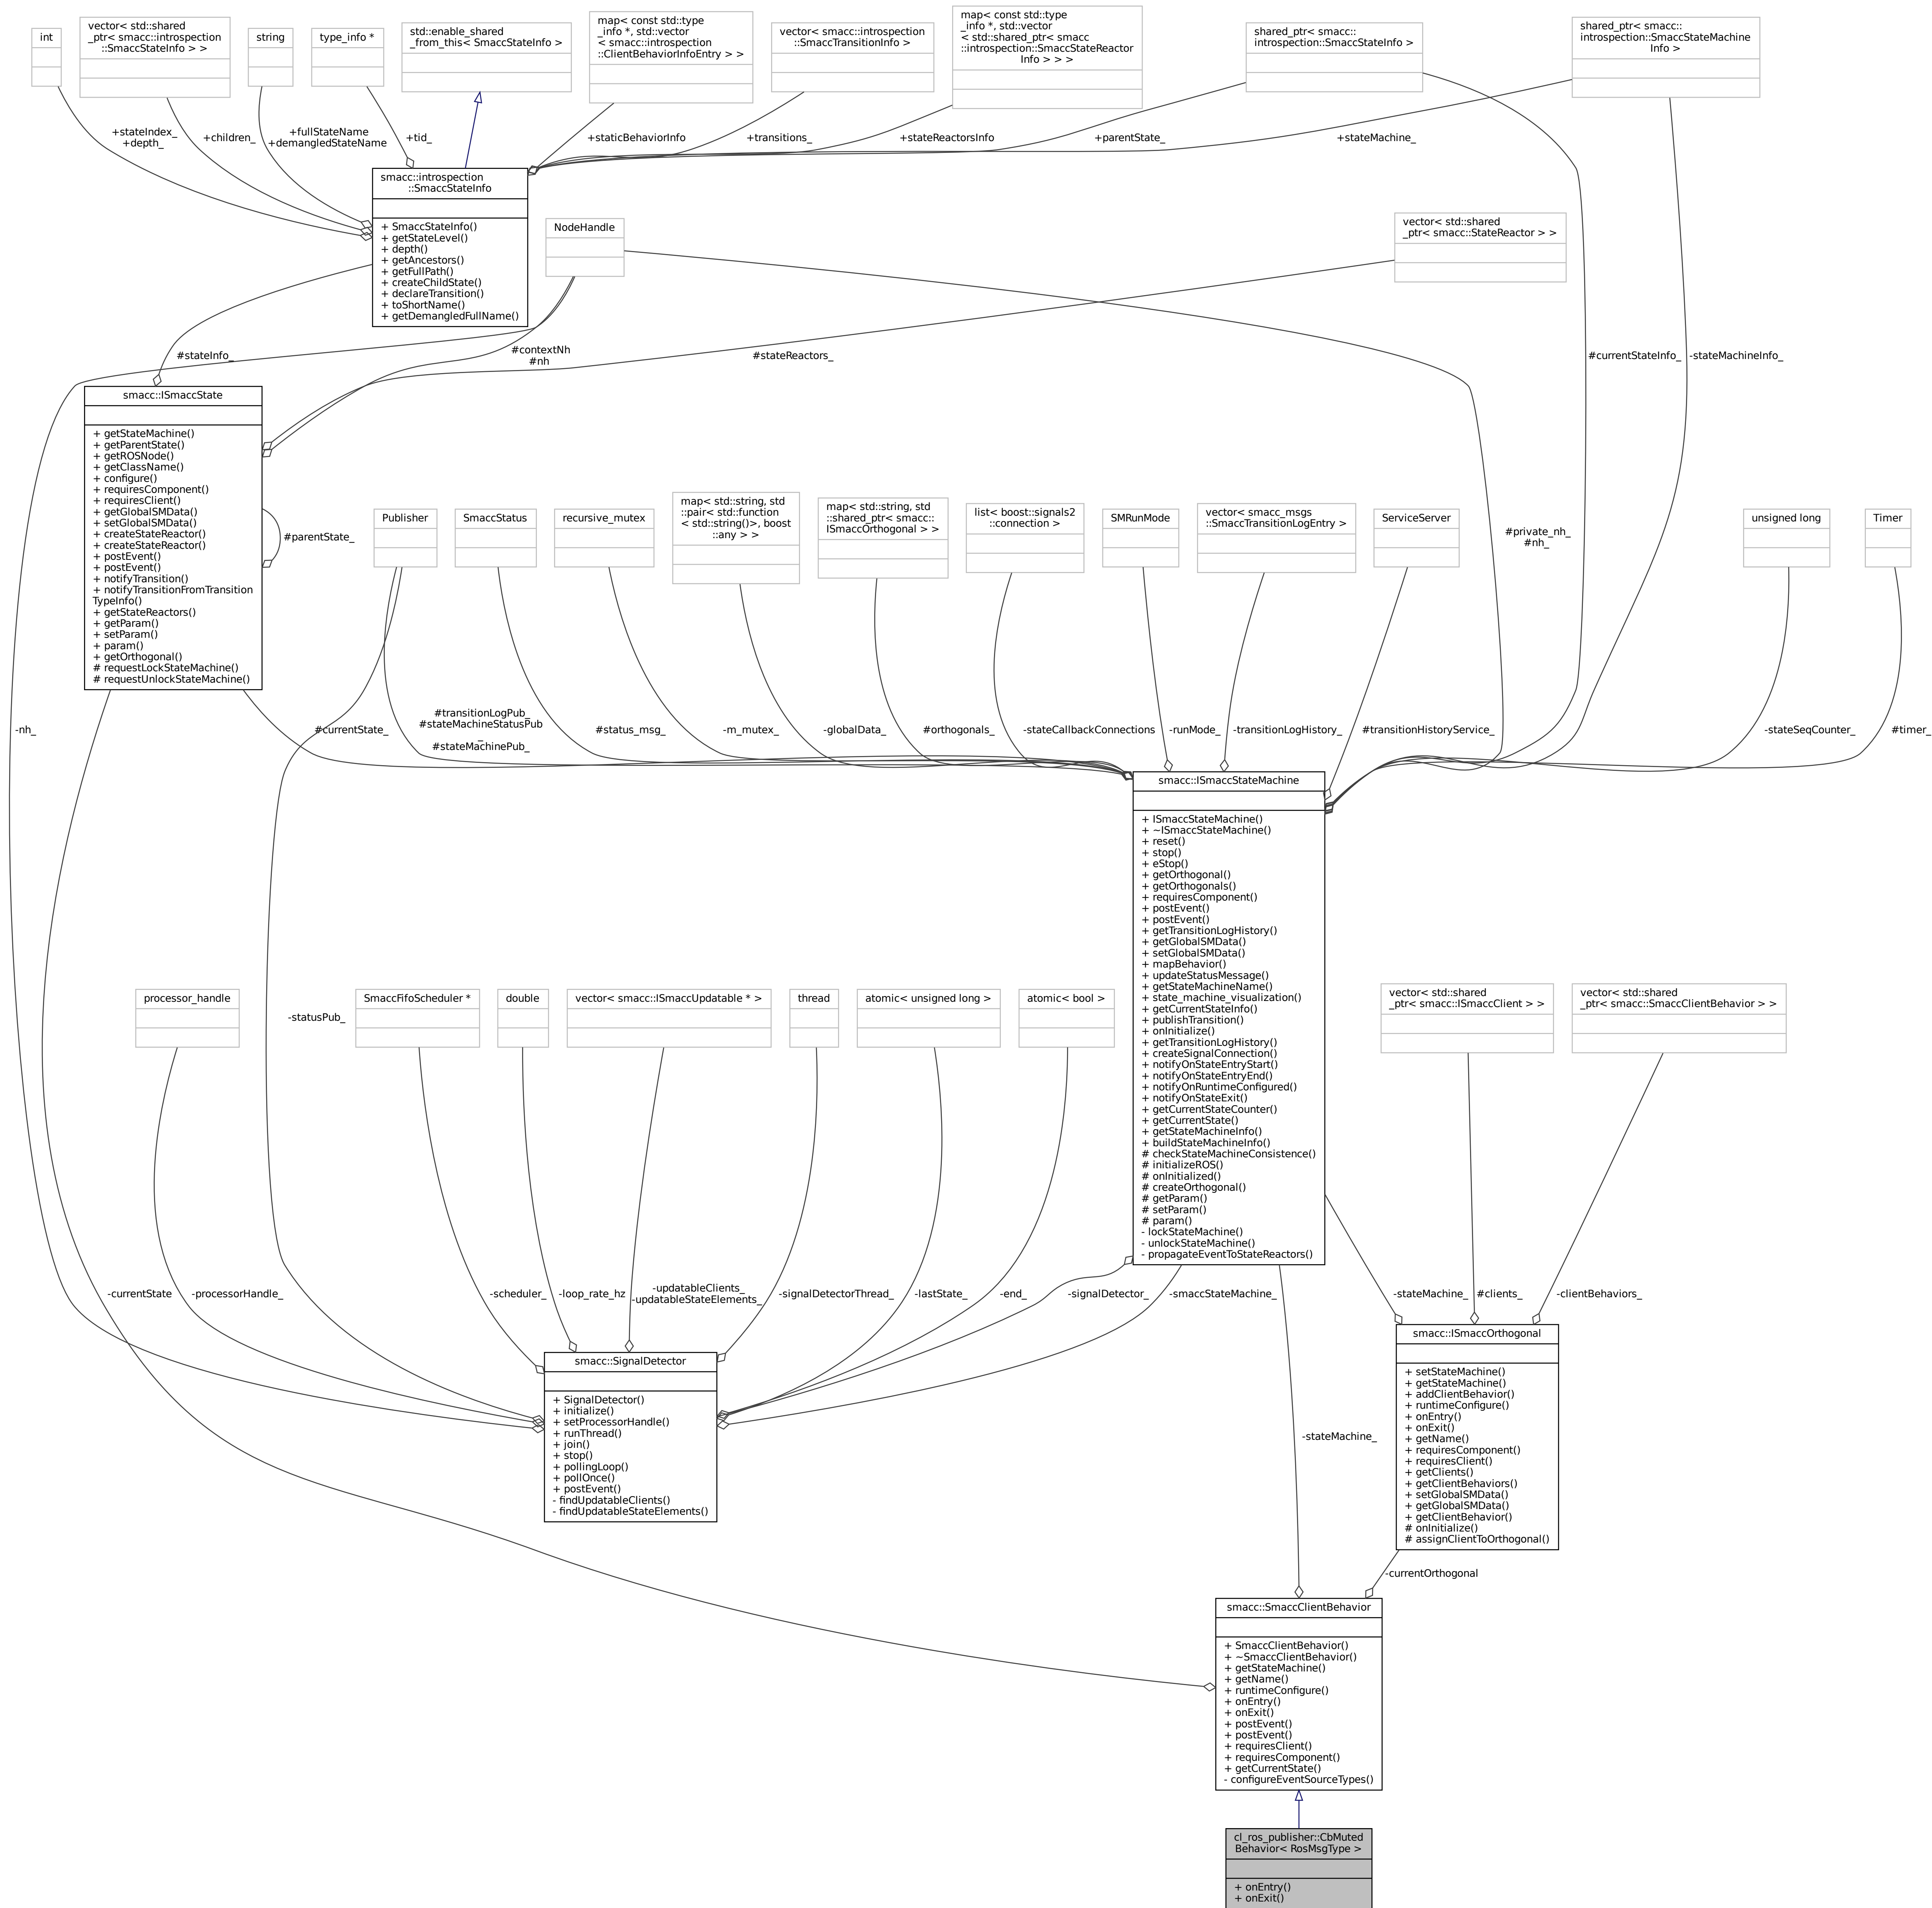 int
vector< std::shared
_ptr< smacc::introspection
::SmaccStateInfo > >
string
type_info *
std::enable_shared
_from_this< SmaccStateInfo >
map< const std::type
_info *, std::vector
< smacc::introspection
::ClientBehaviorInfoEntry > >
vector< smacc::introspection
::SmaccTransitionInfo >
map< const std::type
_info *, std::vector
< std::shared_ptr< smacc
::introspection::SmaccStateReactor
Info > > >
shared_ptr< smacc::
introspection::SmaccStateInfo >
shared_ptr< smacc::
introspection::SmaccStateMachine
Info >
+stateIndex_
+depth_
+children_
+fullStateName
+demangledStateName
+tid_
+staticBehaviorInfo
+transitions_
+stateReactorsInfo
+parentState_
+stateMachine_
smacc::introspection
::SmaccStateInfo
+ SmaccStateInfo()
+ getStateLevel()
+ depth()
+ getAncestors()
+ getFullPath()
+ createChildState()
+ declareTransition()
+ toShortName()
+ getDemangledFullName()
NodeHandle
vector< std::shared
_ptr< smacc::StateReactor > >
#stateInfo_
#contextNh
#nh
#stateReactors_
#currentStateInfo_
-stateMachineInfo_
smacc::ISmaccState
+ getStateMachine()
+ getParentState()
+ getROSNode()
+ getClassName()
+ configure()
+ requiresComponent()
+ requiresClient()
+ getGlobalSMData()
+ setGlobalSMData()
+ createStateReactor()
+ createStateReactor()
+ postEvent()
+ postEvent()
+ notifyTransition()
+ notifyTransitionFromTransition
TypeInfo()
+ getStateReactors()
+ getParam()
+ setParam()
+ param()
+ getOrthogonal()
# requestLockStateMachine()
# requestUnlockStateMachine()
#parentState_
Publisher
SmaccStatus
recursive_mutex
map< std::string, std
::pair< std::function
< std::string()>, boost
::any > >
map< std::string, std
::shared_ptr< smacc::
ISmaccOrthogonal > >
list< boost::signals2
::connection >
SMRunMode
vector< smacc_msgs
::SmaccTransitionLogEntry >
ServiceServer
#private_nh_
#nh_
unsigned long
Timer
-nh_
#currentState_
#transitionLogPub_
#stateMachineStatusPub
_
#stateMachinePub_
#status_msg_
-m_mutex_
-globalData_
#orthogonals_
-stateCallbackConnections
-runMode_
-transitionLogHistory_
#transitionHistoryService_
-stateSeqCounter_
#timer_
smacc::ISmaccStateMachine
+ ISmaccStateMachine()
+ ~ISmaccStateMachine()
+ reset()
+ stop()
+ eStop()
+ getOrthogonal()
+ getOrthogonals()
+ requiresComponent()
+ postEvent()
+ postEvent()
+ getTransitionLogHistory()
+ getGlobalSMData()
+ setGlobalSMData()
+ mapBehavior()
+ updateStatusMessage()
+ getStateMachineName()
+ state_machine_visualization()
+ getCurrentStateInfo()
+ publishTransition()
+ onInitialize()
+ getTransitionLogHistory()
+ createSignalConnection()
+ notifyOnStateEntryStart()
+ notifyOnStateEntryEnd()
+ notifyOnRuntimeConfigured()
+ notifyOnStateExit()
+ getCurrentStateCounter()
+ getCurrentState()
+ getStateMachineInfo()
+ buildStateMachineInfo()
# checkStateMachineConsistence()
# initializeROS()
# onInitialized()
# createOrthogonal()
# getParam()
# setParam()
# param()
- lockStateMachine()
- unlockStateMachine()
- propagateEventToStateReactors()
processor_handle
-statusPub_
SmaccFifoScheduler *
double
vector< smacc::ISmaccUpdatable * >
thread
atomic< unsigned long >
atomic< bool >
vector< std::shared
_ptr< smacc::ISmaccClient > >
vector< std::shared
_ptr< smacc::SmaccClientBehavior > >
-currentState
-processorHandle_
-scheduler_
-loop_rate_hz
-updatableClients_
-updatableStateElements_
-signalDetectorThread_
-lastState_
-end_
-signalDetector_
-smaccStateMachine_
-stateMachine_
#clients_
-clientBehaviors_
smacc::SignalDetector
+ SignalDetector()
+ initialize()
+ setProcessorHandle()
+ runThread()
+ join()
+ stop()
+ pollingLoop()
+ pollOnce()
+ postEvent()
- findUpdatableClients()
- findUpdatableStateElements()
-stateMachine_
smacc::ISmaccOrthogonal
+ setStateMachine()
+ getStateMachine()
+ addClientBehavior()
+ runtimeConfigure()
+ onEntry()
+ onExit()
+ getName()
+ requiresComponent()
+ requiresClient()
+ getClients()
+ getClientBehaviors()
+ setGlobalSMData()
+ getGlobalSMData()
+ getClientBehavior()
# onInitialize()
# assignClientToOrthogonal()
-currentOrthogonal
smacc::SmaccClientBehavior
+ SmaccClientBehavior()
+ ~SmaccClientBehavior()
+ getStateMachine()
+ getName()
+ runtimeConfigure()
+ onEntry()
+ onExit()
+ postEvent()
+ postEvent()
+ requiresClient()
+ requiresComponent()
+ getCurrentState()
- configureEventSourceTypes()
cl_ros_publisher::CbMuted
Behavior< RosMsgType >
+ onEntry()
+ onExit()